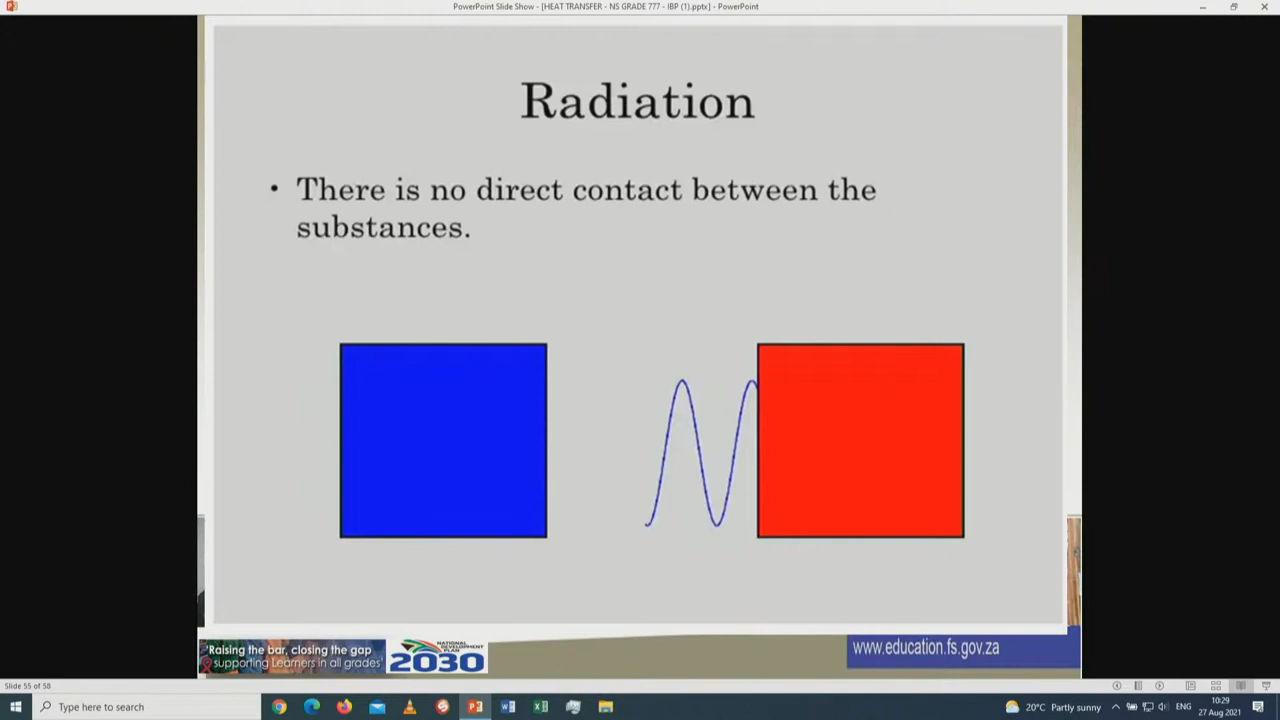 PowerPoint Slide Show - [HEAT TRANSFER - NS GRADE 777 - IBP (1).pptx] - PowerPoint
Radiation
• There is no direct contact between the
substances.
Raising the bar, closing the gap
supporting Learners in all grades'
NATIONAL
DEVELOPMENT
PLAN
2030
www.education.fs.gov.za
Slide 55 of 58
Type here to search
20°C Partly sunny
ENG
10:29
27 Aug 2021